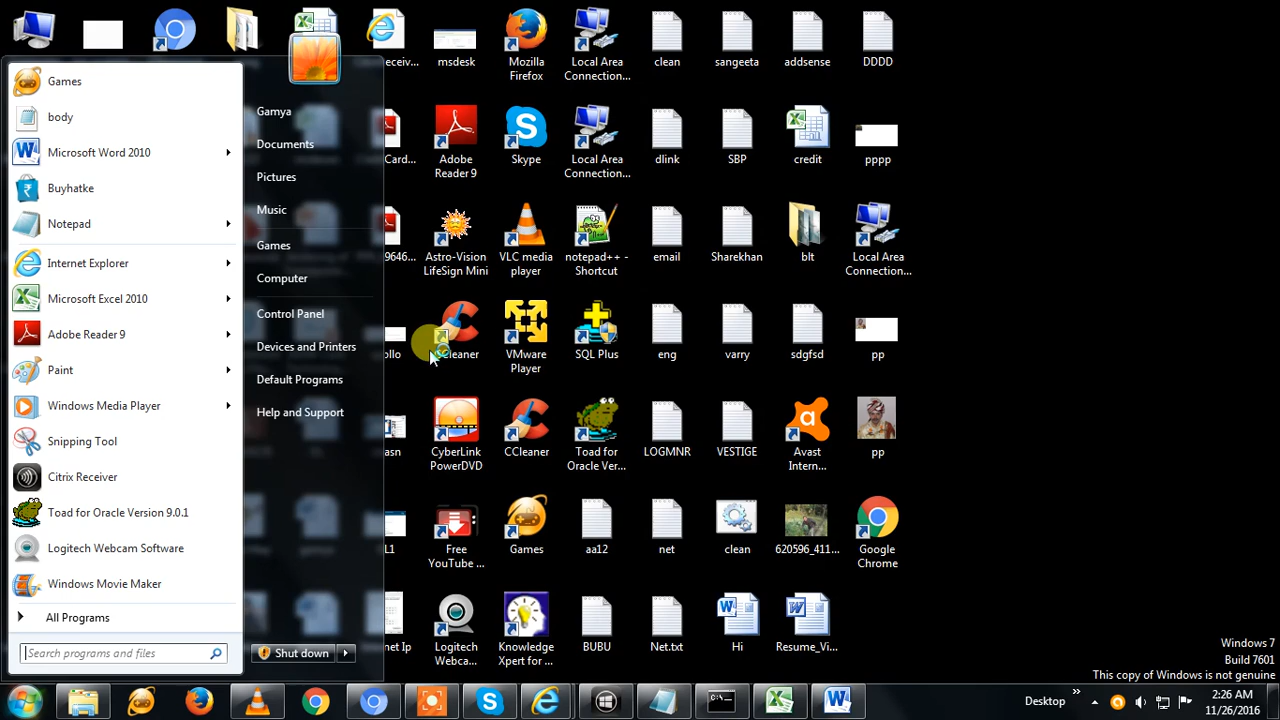 Games
body
Microsoft Word 2010
Buyhatke
Notepad
Internet Explorer
Microsoft Excel 2010
Adobe Reader 9
Paint
Windows Media Player
Snipping Tool
Citrix Receiver
Toad for Oracle Version 9.0.1
Logitech Webcam Software
Windows Movie Maker
All Programs
Search programs and files
Gamya
Documents
Pictures
Music
Games
Computer
Control Panel
Devices and Printers
Default Programs
Help and Support
Shut down
msdesk
Mozilla
Firefox
Local Area
Connection...
clean
sangeeta
addsense
DDDD
Adobe
Reader 9
Skype
Local Area
Connection...
dlink
SBP
credit
pppp
Astro-Vision
LifeSign Mini
VLC media
player
notepad++ -
Shortcut
email
Sharekhan
blt
Local Area
Connection...
CCleaner
VMware
Player
SQL Plus
eng
varry
sdgfsd
pp
CyberLink
PowerDVD
CCleaner
Toad for
Oracle Ver...
LOGMNR
VESTIGE
Avast
Intern...
pp
Free
YouTube ...
Games
aa12
net
clean
620596_411...
Google
Chrome
Logitech
Webca...
Knowledge
Xpert for ...
BUBU
Net.txt
Hi
Resume_Vi...
Windows 7
Build 7601
This copy of Windows is not genuine
Desktop
2:26 AM
11/26/2016